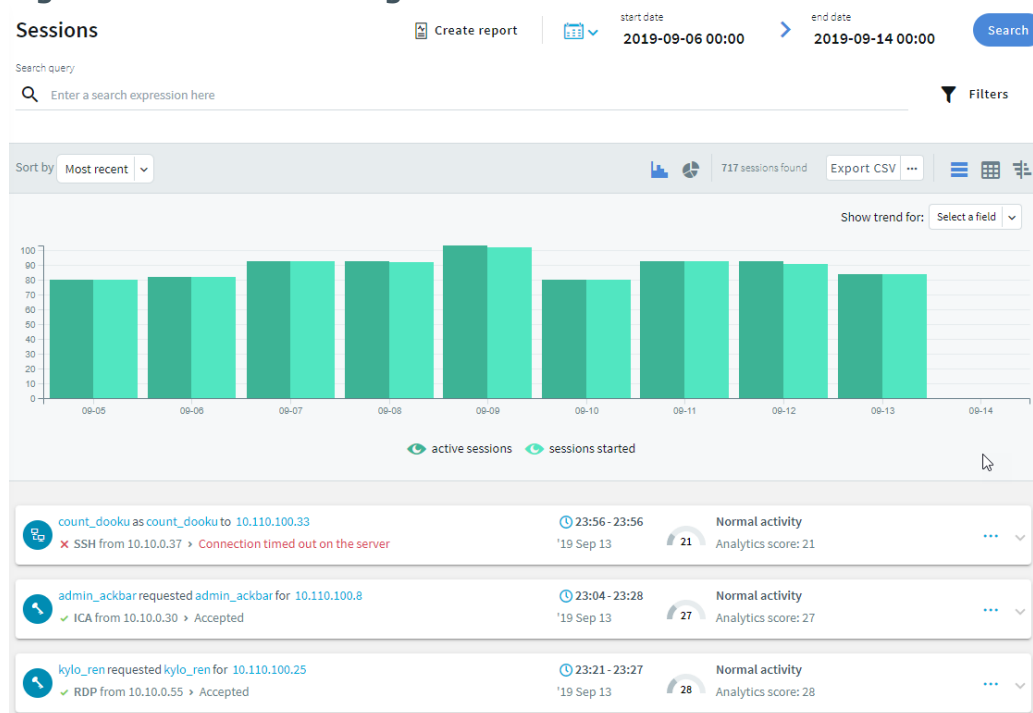 Sessions
Create report
start date
2019-09-06 00:00
end date
2019-09-14 00:00
Search
Search query
Enter a search expression here
Filters
Sort by
Most recent
717 sessions found
Export CSV
...
Show trend for:
Select a field
100
90
80
70
60
50
40
30
20
10
0
09-05
09-06
09-07
09-08
09-09
09-10
09-11
09-12
09-13
09-14
active sessions
sessions started
count_dooku as count_dooku to 10.110.100.33
SSH from 10.10.0.37 > Connection timed out on the server
23:56 - 23:56
'19 Sep 13
21
Normal activity
Analytics score: 21
...
admin_ackbar requested admin_ackbar for 10.110.100.8
ICA from 10.10.0.30 > Accepted
23:04 - 23:28
'19 Sep 13
27
Normal activity
Analytics score: 27
...
kylo_ren requested kylo_ren for 10.110.100.25
RDP from 10.10.0.55 > Accepted
23:21 - 23:27
'19 Sep 13
28
Normal activity
Analytics score: 28
...